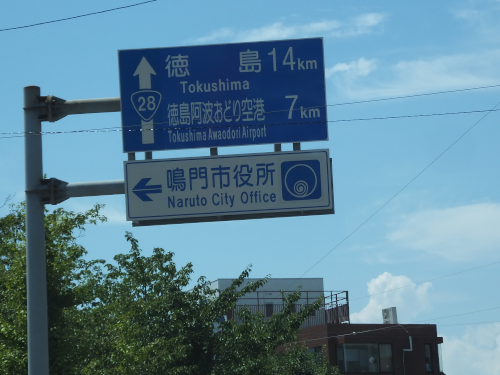 徳島 14km
Tokushima
28
徳島阿波おどり空港 7km
Tokushima Awaodori Airport
鳴門市役所
Naruto City Office